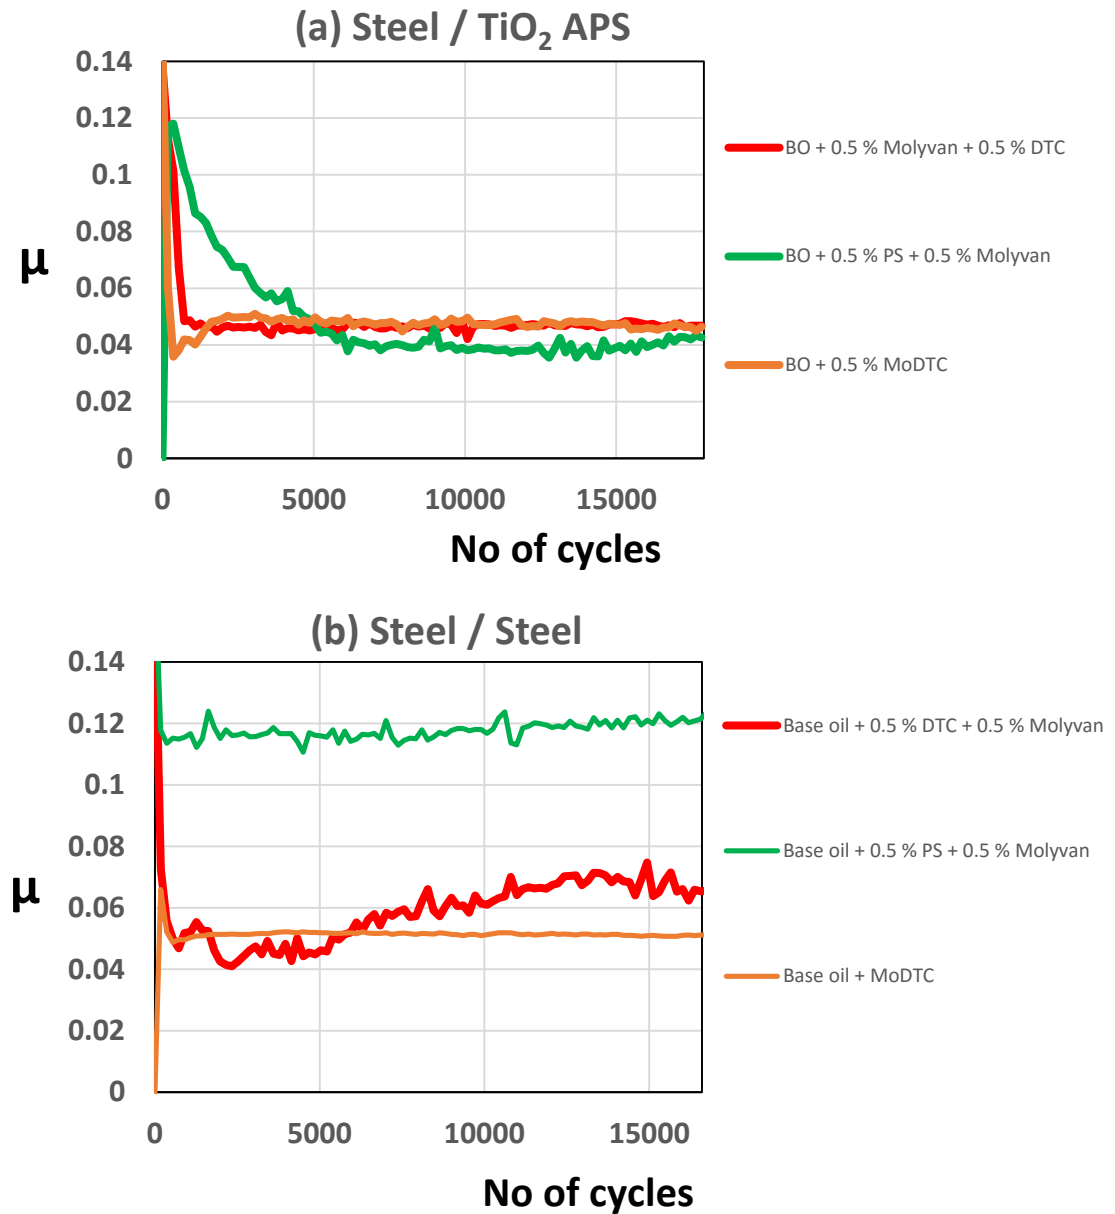 (a) Steel / TiO₂ APS
0.14
0.12
0.1
0.08
0.06
0.04
0.02
0
μ
0 5000 10000 15000
No of cycles
BO + 0.5 % Molyvan + 0.5 % DTC
BO + 0.5 % PS + 0.5 % Molyvan
BO + 0.5 % MoDTC
(b) Steel / Steel
0.14
0.12
0.1
0.08
0.06
0.04
0.02
0
μ
0 5000 10000 15000
No of cycles
Base oil + 0.5 % DTC + 0.5 % Molyvan
Base oil + 0.5 % PS + 0.5 % Molyvan
Base oil + MoDTC